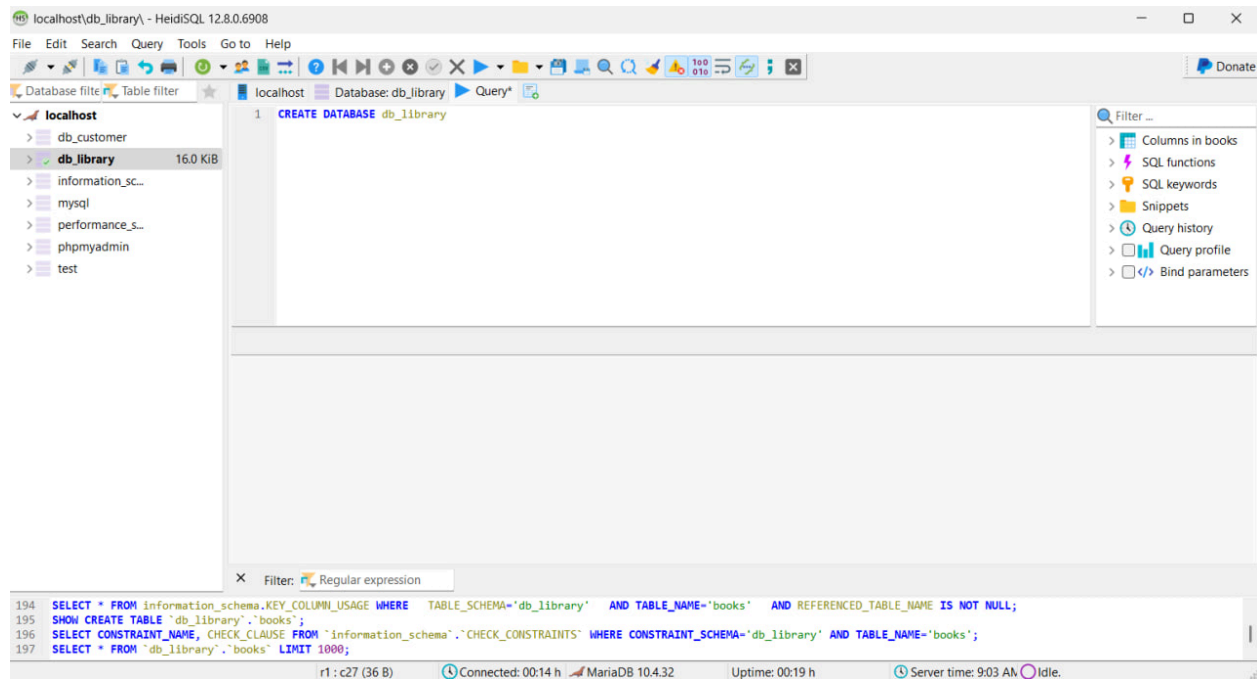 localhost\db_library\ - HeidiSQL 12.8.0.6908
File Edit Search Query Tools Go to Help
Donate
Database filte Table filter
localhost Database: db_library Query*
localhost
db_customer
db_library 16.0 KiB
information_sc...
mysql
performance_s...
phpmyadmin
test
1 CREATE DATABASE db_library
Filter ...
Columns in books
SQL functions
SQL keywords
Snippets
Query history
Query profile
Bind parameters
Filter: Regular expression
194 SELECT * FROM information_schema.KEY_COLUMN_USAGE WHERE TABLE_SCHEMA='db_library' AND TABLE_NAME='books' AND REFERENCED_TABLE_NAME IS NOT NULL;
195 SHOW CREATE TABLE `db_library`.`books`;
196 SELECT CONSTRAINT_NAME, CHECK_CLAUSE FROM `information_schema`.`CHECK_CONSTRAINTS` WHERE CONSTRAINT_SCHEMA='db_library' AND TABLE_NAME='books';
197 SELECT * FROM `db_library`.`books` LIMIT 1000;
r1 : c27 (36 B) Connected: 00:14 h MariaDB 10.4.32 Uptime: 00:19 h Server time: 9:03 AM Idle.